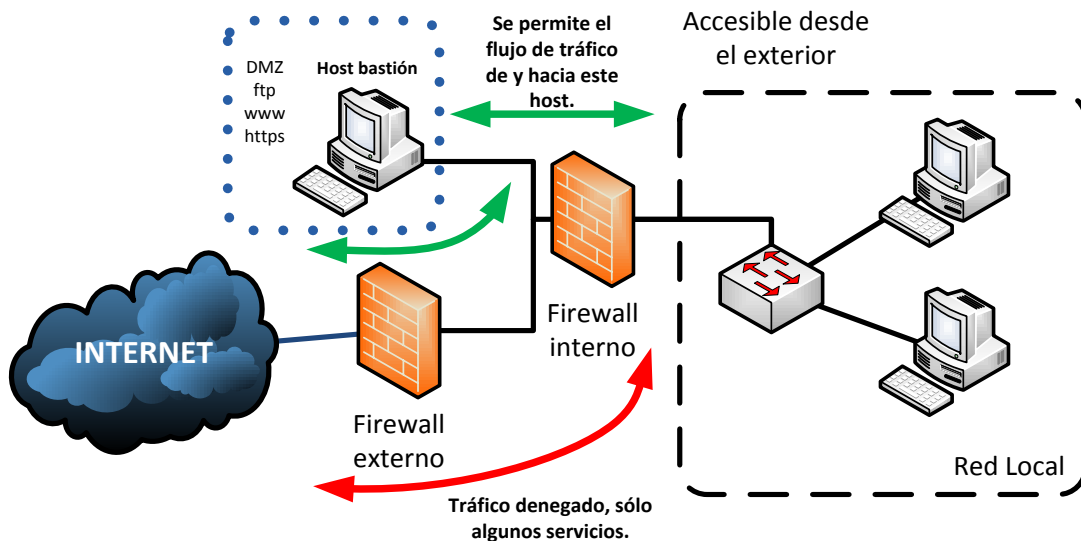 Se permite el
flujo de tráfico
de y hacia este
host.
Accesible desde
el exterior
DMZ
ftp
www
https
Host bastión
INTERNET
Firewall
interno
Firewall
externo
Red Local
Tráfico denegado, sólo
algunos servicios.